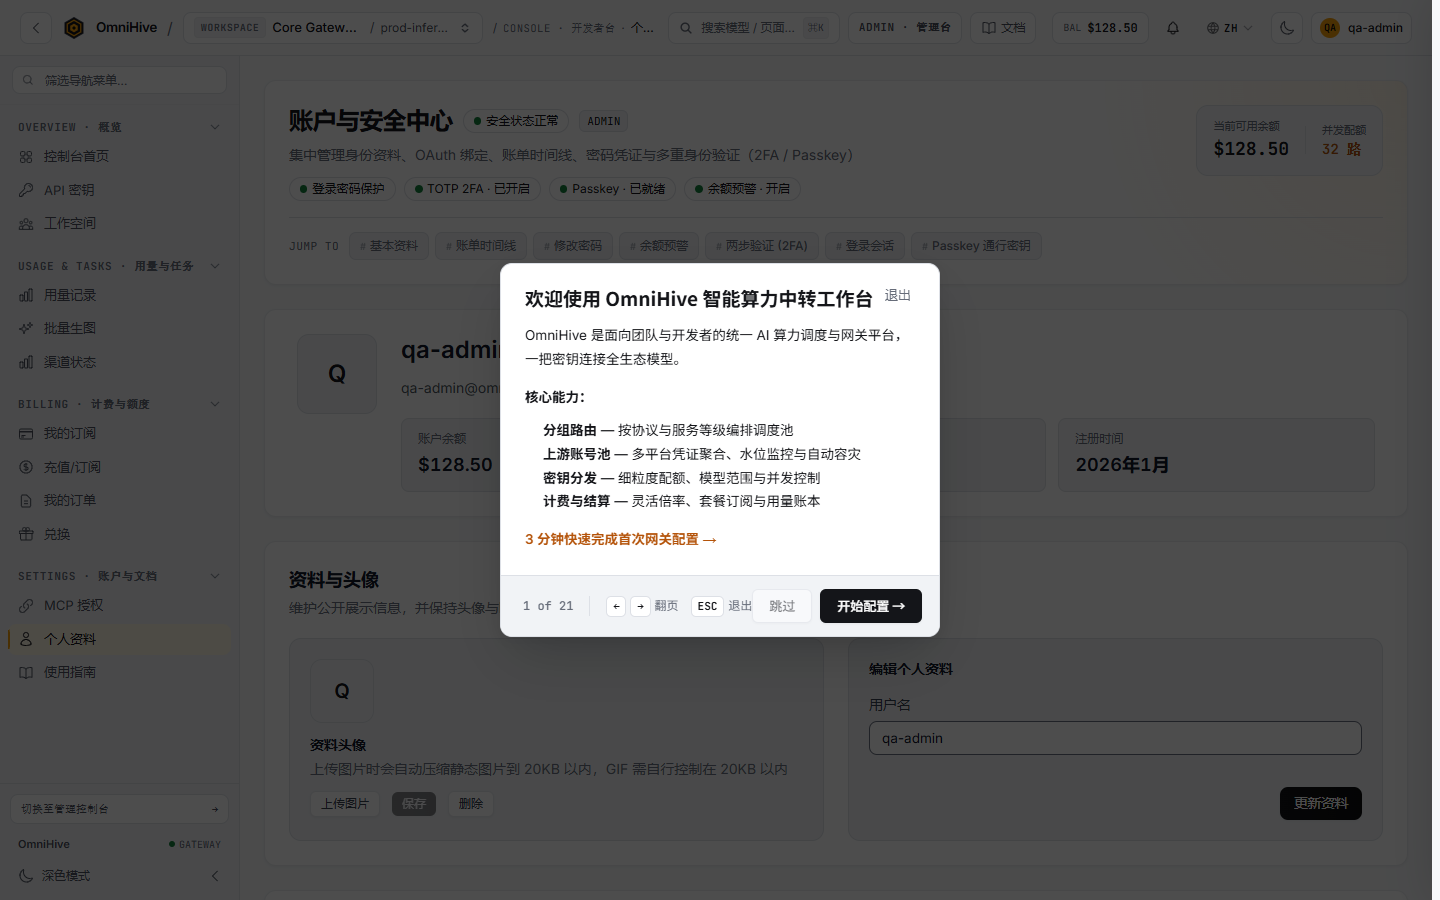 OmniHive / WORKSPACE Core Gatew... / prod-infer... / CONSOLE · 开发者台 · 个... 搜索模型 / 页面... ⌘K ADMIN · 管理台 文档 BAL $128.50 ZH QA qa-admin
筛选导航菜单...
OVERVIEW · 概览
控制台首页
API 密钥
工作空间
USAGE & TASKS · 用量与任务
用量记录
批量生图
渠道状态
BILLING · 计费与额度
我的订阅
充值/订阅
我的订单
兑换
SETTINGS · 账户与文档
MCP 授权
个人资料
使用指南
切换至管理控制台 →
OmniHive GATEWAY
深色模式
账户与安全中心 安全状态正常 ADMIN
集中管理身份资料、OAuth 绑定、账单时间线、密码凭证与多重身份验证（2FA / Passkey）
登录密码保护 TOTP 2FA · 已开启 Passkey · 已就绪 余额预警 · 开启
当前可用余额 并发配额
$128.50 32 路
JUMP TO # 基本资料 # 账单时间线 # 修改密码 # 余额预警 # 两步验证 (2FA) # 登录会话 # Passkey 通行密钥
Q
qa-admi
qa-admin@om
账户余额
$128.50
注册时间
2026年1月
欢迎使用 OmniHive 智能算力中转工作台 退出
OmniHive 是面向团队与开发者的统一 AI 算力调度与网关平台，
一把密钥连接全生态模型。
核心能力：
分组路由 — 按协议与服务等级编排调度池
上游账号池 — 多平台凭证聚合、水位监控与自动容灾
密钥分发 — 细粒度配额、模型范围与并发控制
计费与结算 — 灵活倍率、套餐订阅与用量账本
3 分钟快速完成首次网关配置 →
1 of 21 ← → 翻页 ESC 退出 跳过 开始配置 →
资料与头像
维护公开展示信息，并保持头像与
Q
资料头像
上传图片时会自动压缩静态图片到 20KB 以内，GIF 需自行控制在 20KB 以内
上传图片 保存 删除
编辑个人资料
用户名
qa-admin
更新资料